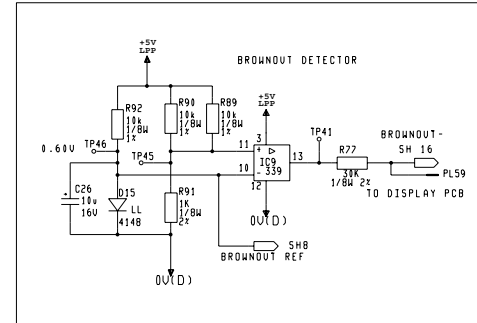 +5V
LPP
BROWNOUT DETECTOR
R92
10k
1/8W
1%
R90
10k
1/8W
1%
R89
10k
1/8W
1%
+5V
LPP
TP46
0.60V
TP45
TP41
3
11
+
IC9
339
10
-
12
13
R77
30K
1/8W 2%
BROWNOUT-
SH 16
PL59
TO DISPLAY PCB
C26
10u
16V
+
D15
LL
4148
R91
1K
1/8W
2%
0V(D)
SH8
BROWNOUT REF
0V(D)